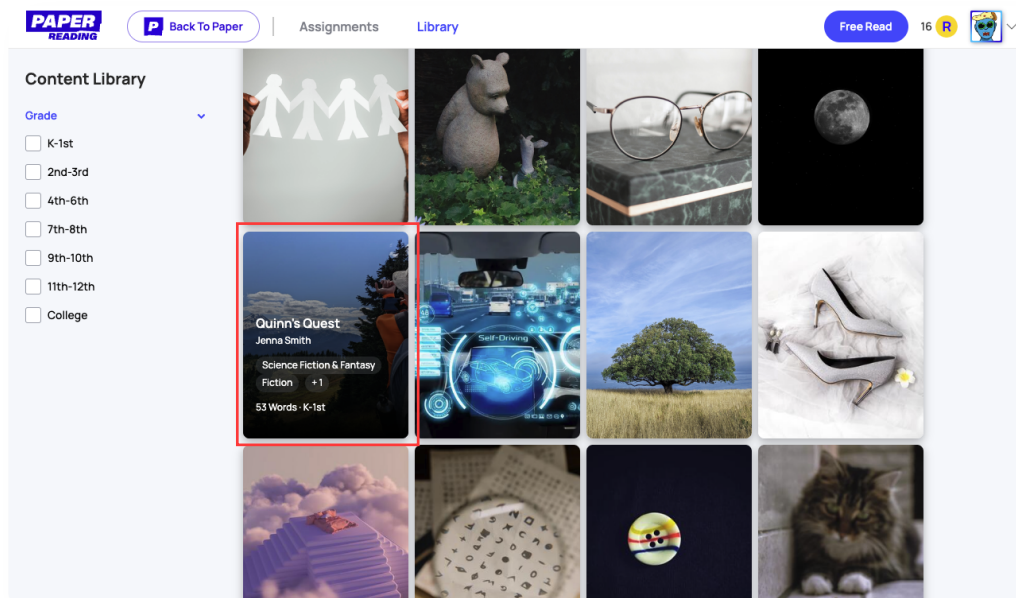 PAPER
READING
P Back To Paper
Assignments
Library
Free Read
16 R
Content Library
Grade
K-1st
2nd-3rd
4th-6th
7th-8th
9th-10th
11th-12th
College
Quinn's Quest
Jenna Smith
Science Fiction & Fantasy
Fiction +1
53 Words · K-1st
Self-Driving